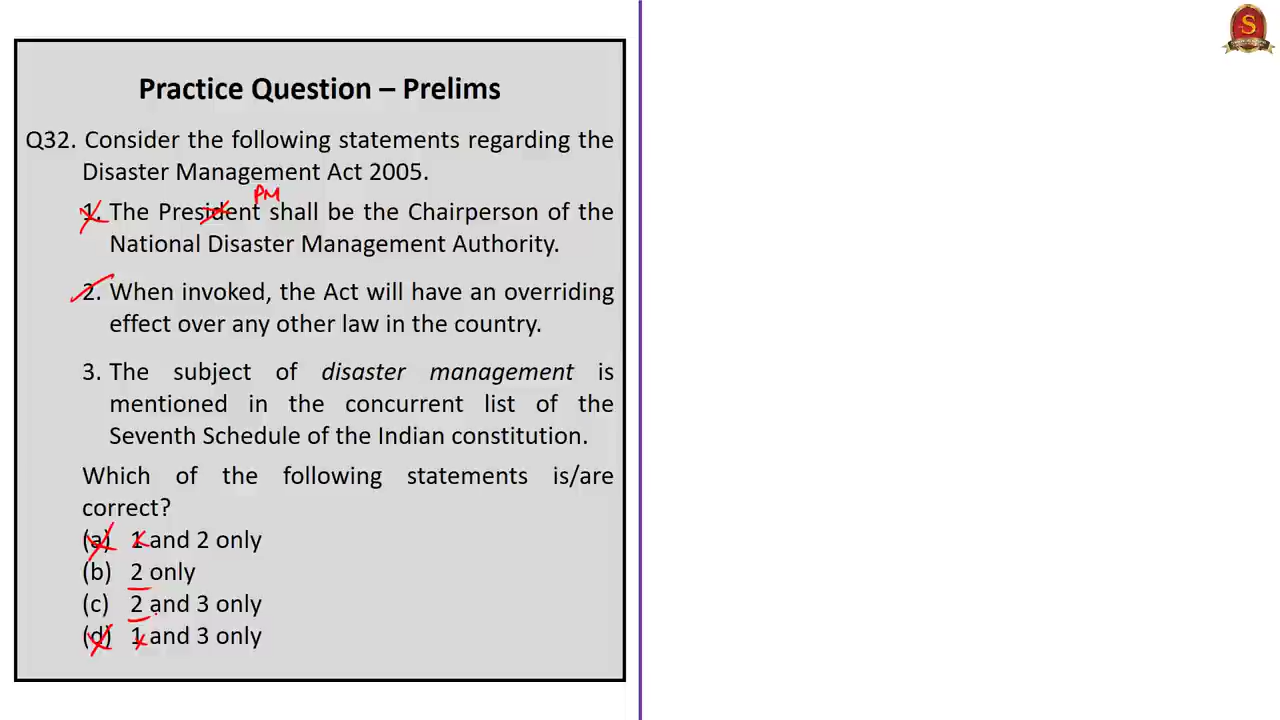 Practice Question – Prelims
Q32. Consider the following statements regarding the
Disaster Management Act 2005.
PM
1. The President shall be the Chairperson of the
National Disaster Management Authority.
2. When invoked, the Act will have an overriding
effect over any other law in the country.
3. The subject of disaster management is
mentioned in the concurrent list of the
Seventh Schedule of the Indian constitution.
Which of the following statements is/are
correct?
(a) 1 and 2 only
(b) 2 only
(c) 2 and 3 only
(d) 1 and 3 only
S